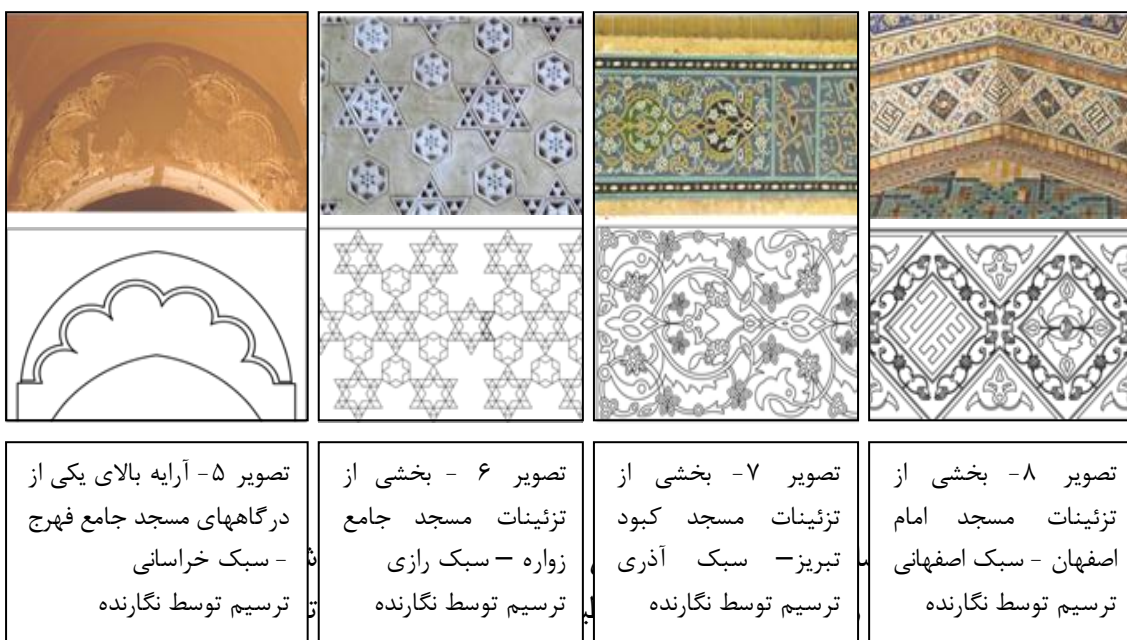 تصویر ۵- آرایه بالای یکی از
درگاههای مسجد جامع فهرج
- سبک خراسانی
ترسیم توسط نگارنده
تصویر ۶ - بخشی از
تزئینات مسجد جامع
زواره – سبک رازی
ترسیم توسط نگارنده
تصویر ۷- بخشی از
تزئینات مسجد کبود
تبریز– سبک آذری
ترسیم توسط نگارنده
تصویر ۸- بخشی از
تزئینات مسجد امام
اصفهان - سبک اصفهانی
ترسیم توسط نگارنده